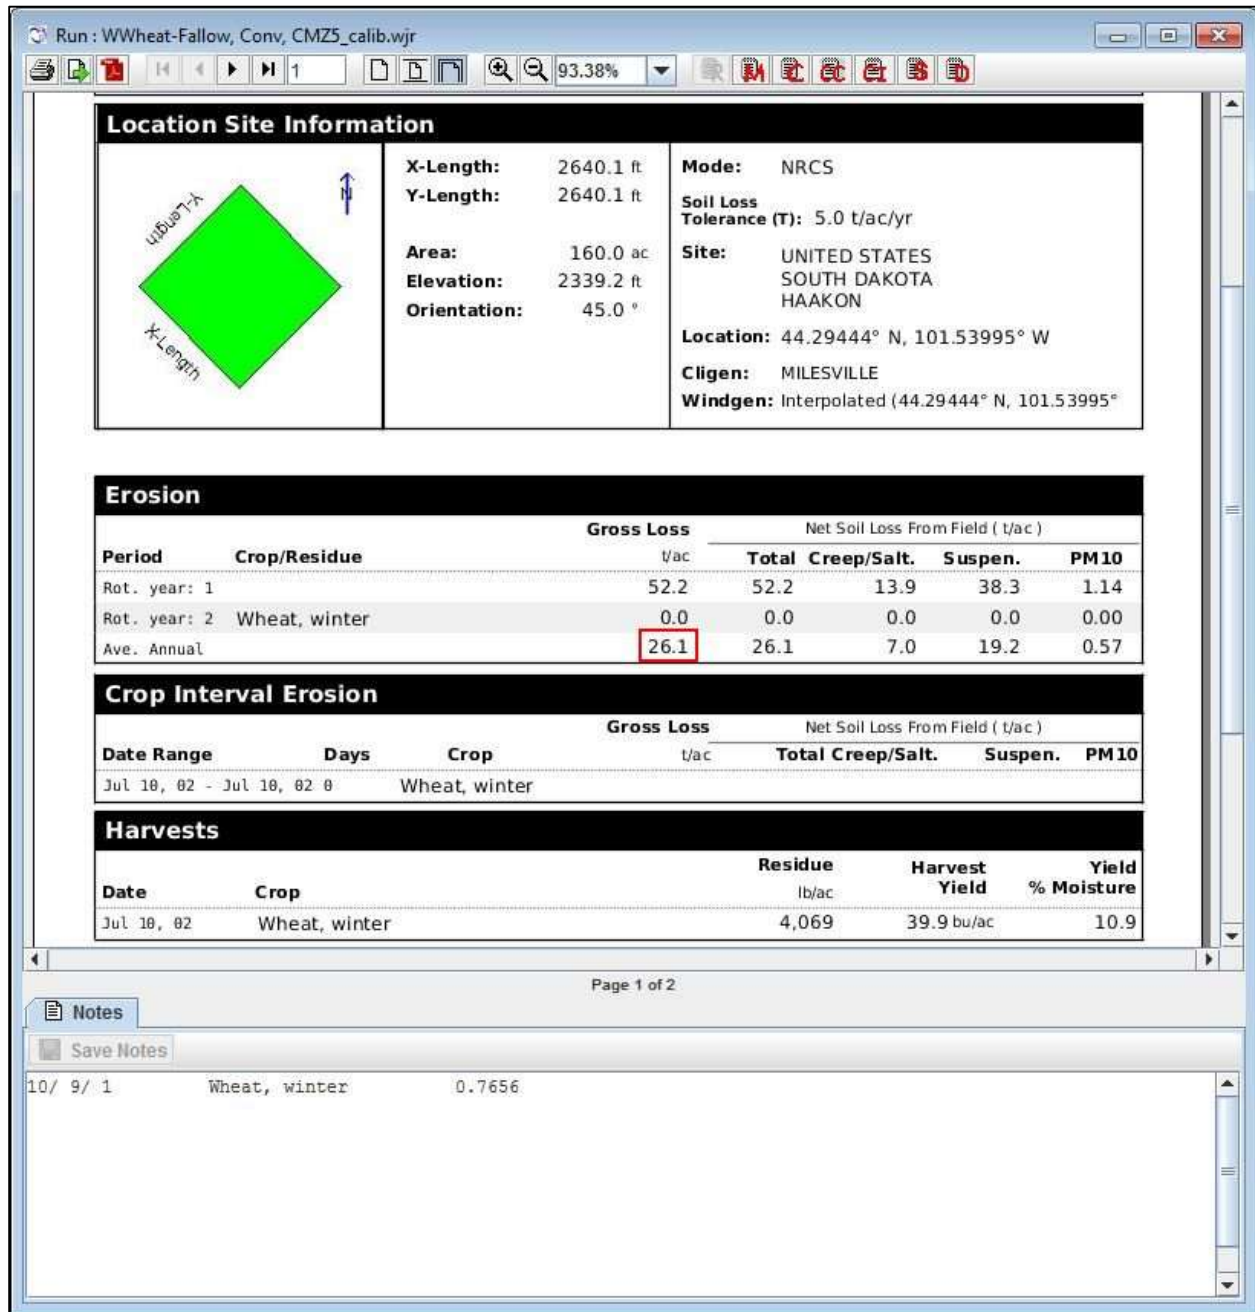 Run : WWheat-Fallow, Conv, CMZ5_calib.wjr
1 93.38%
Location Site Information
Y-Length
X-Length
N
X-Length: 2640.1 ft
Y-Length: 2640.1 ft
Area: 160.0 ac
Elevation: 2339.2 ft
Orientation: 45.0 °
Mode: NRCS
Soil Loss
Tolerance (T): 5.0 t/ac/yr
Site: UNITED STATES
SOUTH DAKOTA
HAAKON
Location: 44.29444° N, 101.53995° W
Cligen: MILESVILLE
Windgen: Interpolated (44.29444° N, 101.53995°
Erosion
Gross Loss Net Soil Loss From Field ( t/ac )
Period Crop/Residue t/ac Total Creep/Salt. Suspen. PM10
Rot. year: 1 52.2 52.2 13.9 38.3 1.14
Rot. year: 2 Wheat, winter 0.0 0.0 0.0 0.0 0.00
Ave. Annual 26.1 26.1 7.0 19.2 0.57
Crop Interval Erosion
Gross Loss Net Soil Loss From Field ( t/ac )
Date Range Days Crop t/ac Total Creep/Salt. Suspen. PM10
Jul 10, 02 - Jul 10, 02 0 Wheat, winter
Harvests
Residue Harvest Yield
Date Crop lb/ac Yield % Moisture
Jul 10, 02 Wheat, winter 4,069 39.9 bu/ac 10.9
Page 1 of 2
Notes
Save Notes
10/ 9/ 1 Wheat, winter 0.7656